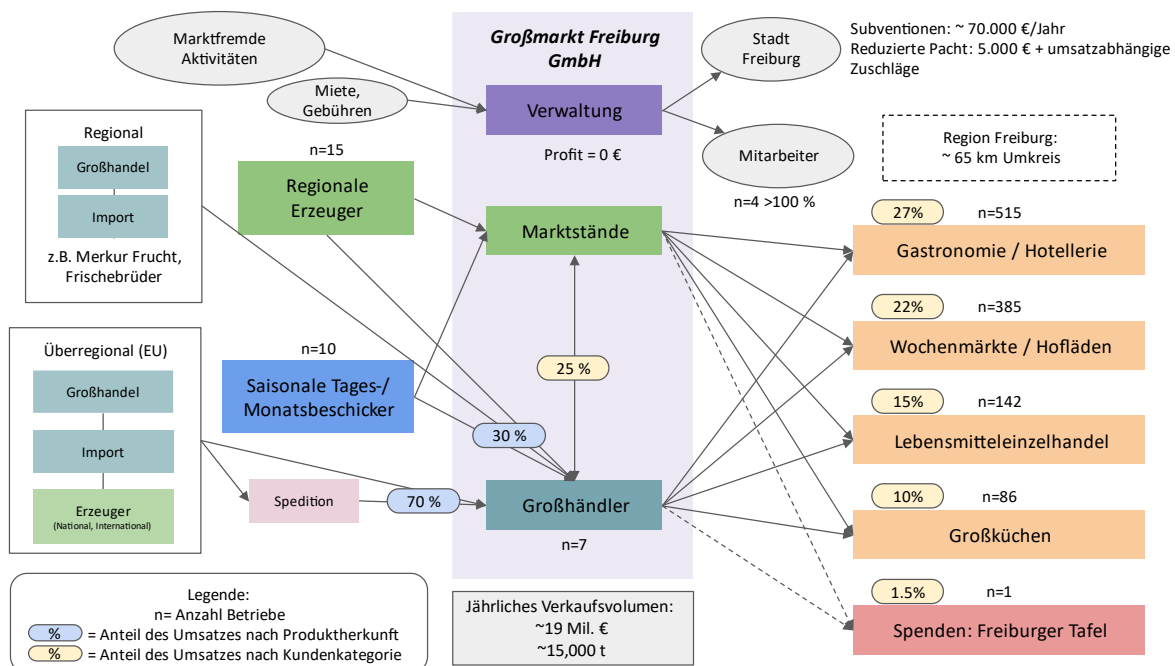 Marktfremde
Aktivitäten
Miete,
Gebühren
Großmarkt Freiburg
GmbH
Verwaltung
Profit = 0 €
Stadt
Freiburg
Subventionen: ~ 70.000 €/Jahr
Reduzierte Pacht: 5.000 € + umsatzabhängige
Zuschläge
Mitarbeiter
n=4 >100 %
Region Freiburg:
~ 65 km Umkreis
Regional
Großhandel
Import
z.B. Merkur Frucht,
Frischebrüder
n=15
Regionale
Erzeuger
Marktstände
27%
n=515
Gastronomie / Hotellerie
22%
n=385
Wochenmärkte / Hofläden
Überregional (EU)
Großhandel
Import
Erzeuger
(National, International)
n=10
Saisonale Tages-/
Monatsbeschicker
25 %
30 %
15%
n=142
Lebensmitteleinzelhandel
Spedition
70 %
Großhändler
n=7
10%
n=86
Großküchen
1.5%
n=1
Spenden: Freiburger Tafel
Legende:
n= Anzahl Betriebe
% = Anteil des Umsatzes nach Produktherkunft
% = Anteil des Umsatzes nach Kundenkategorie
Jährliches Verkaufsvolumen:
~19 Mil. €
~15,000 t